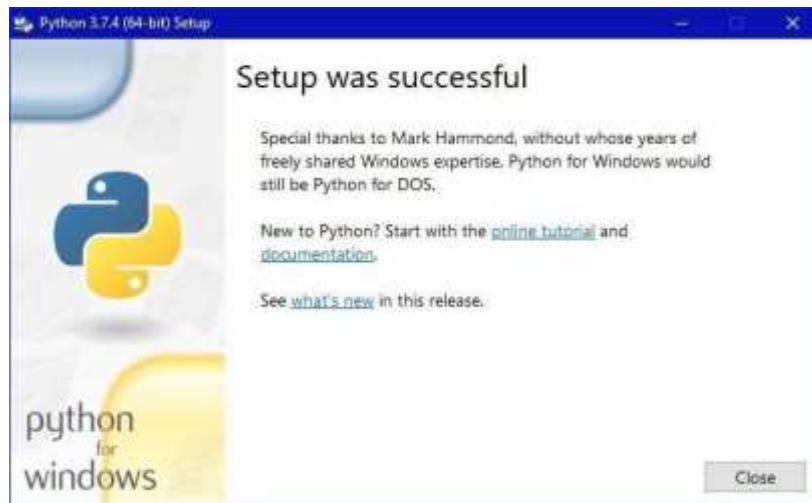 Python 3.7.4 (64-bit) Setup
Setup was successful
Special thanks to Mark Hammond, without whose years of
freely shared Windows expertise, Python for Windows would
still be Python for DOS.
New to Python? Start with the online tutorial and
documentation.
See what's new in this release.
python
for
windows
Close